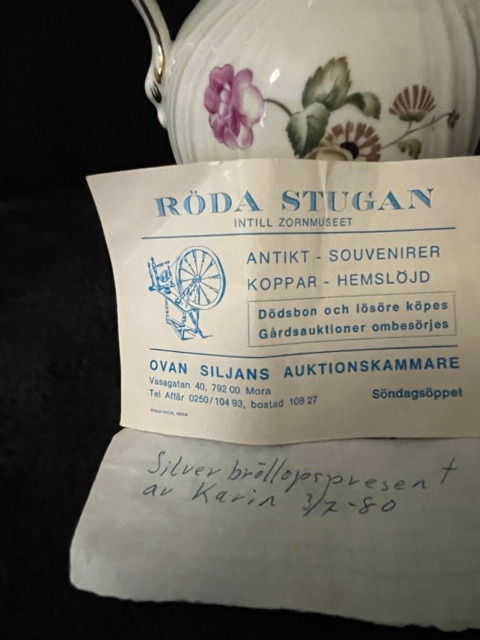 RÖDA STUGAN
INTILL ZORNMUSEET
ANTIKT - SOUVENIRER
KOPPAR - HEMSLÖJD
Dödsbon och lösöre köpes
Gårdsauktioner ombesörjes
OVAN SILJANS AUKTIONSKAMMARE
Vasagatan 40, 792 00 Mora
Tel Affär 0250/104 93, bostad 108 27
Söndagsöppet
Silverbröllopspresent
av Karin 3/7-80